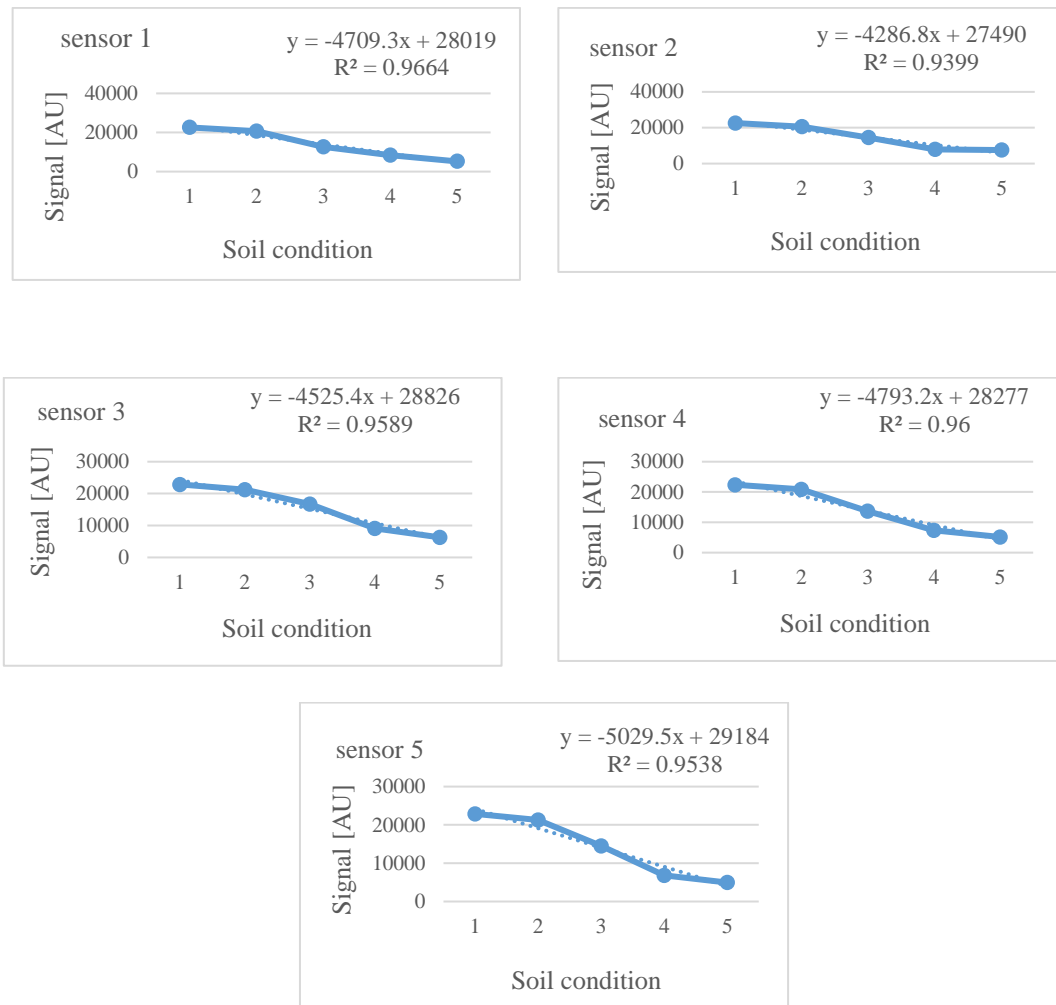 sensor 1
y = -4709.3x + 28019
R² = 0.9664
Signal [AU]
40000
20000
0
1 2 3 4 5
Soil condition
sensor 2
y = -4286.8x + 27490
R² = 0.9399
Signal [AU]
40000
20000
0
1 2 3 4 5
Soil condition
sensor 3
y = -4525.4x + 28826
R² = 0.9589
Signal [AU]
30000
20000
10000
0
1 2 3 4 5
Soil condition
sensor 4
y = -4793.2x + 28277
R² = 0.96
Signal [AU]
30000
20000
10000
0
1 2 3 4 5
Soil condition
sensor 5
y = -5029.5x + 29184
R² = 0.9538
Signal [AU]
30000
20000
10000
0
1 2 3 4 5
Soil condition